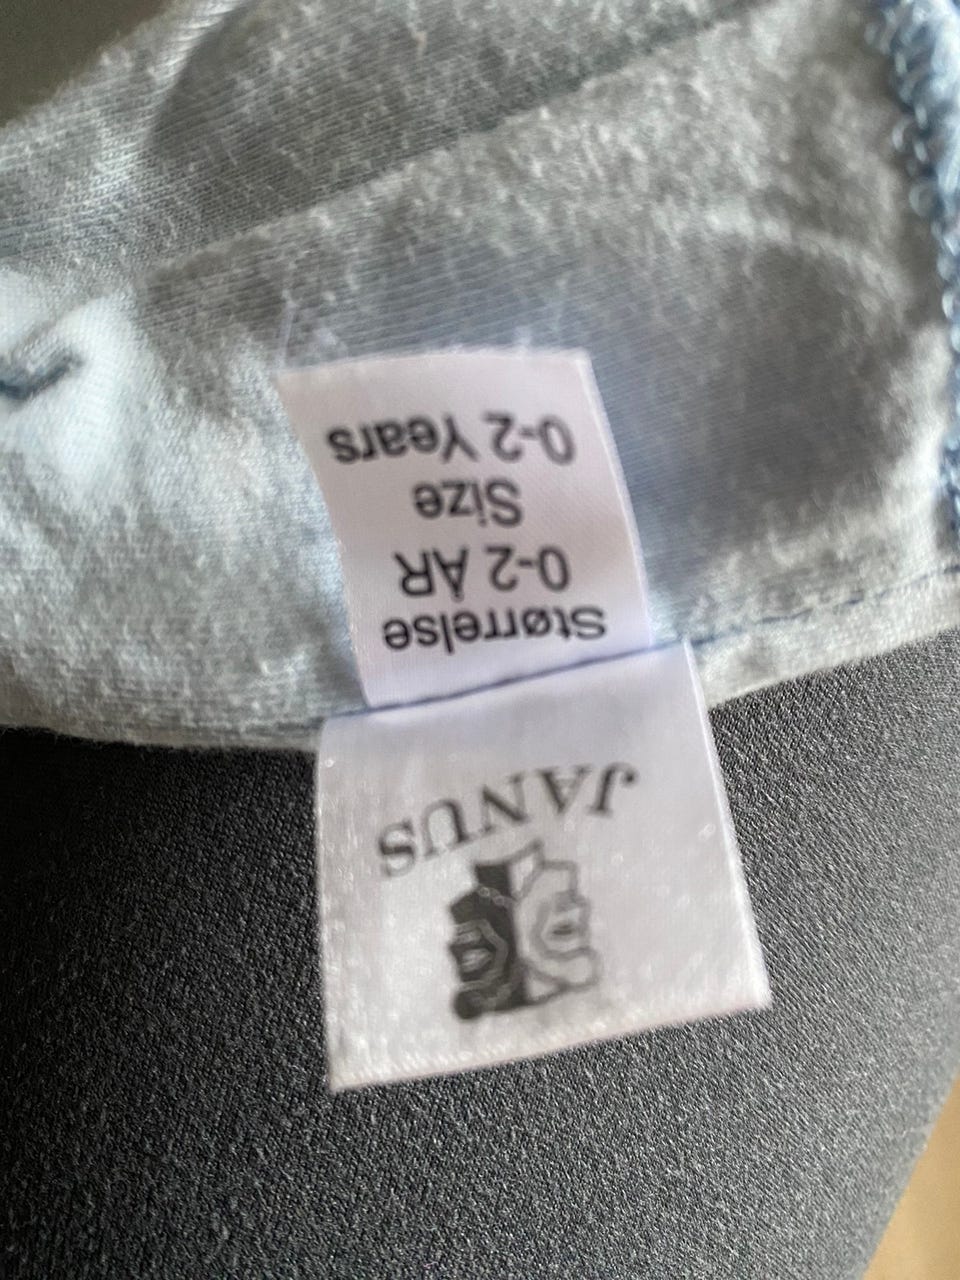 JANUS
Størrelse
0-2 ÅR
Size
0-2 Years